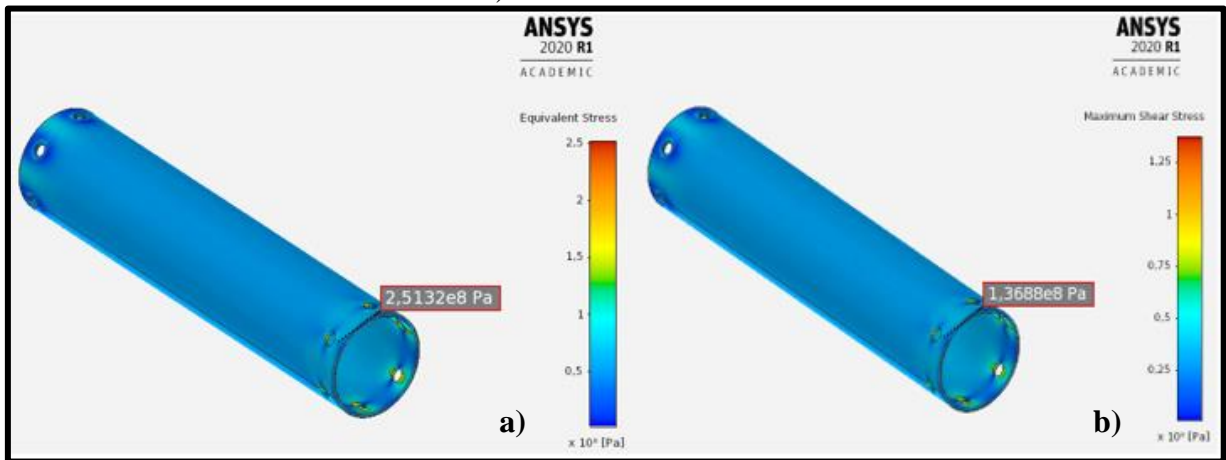 ANSYS
2020 R1
ACADEMIC
Equivalent Stress
2.5
2
1.5
1
0.5
x 10⁸ [Pa]
2,5132e8 Pa
a)
ANSYS
2020 R1
ACADEMIC
Maximum Shear Stress
1.25
1
0.75
0.5
0.25
x 10⁸ [Pa]
1,3688e8 Pa
b)